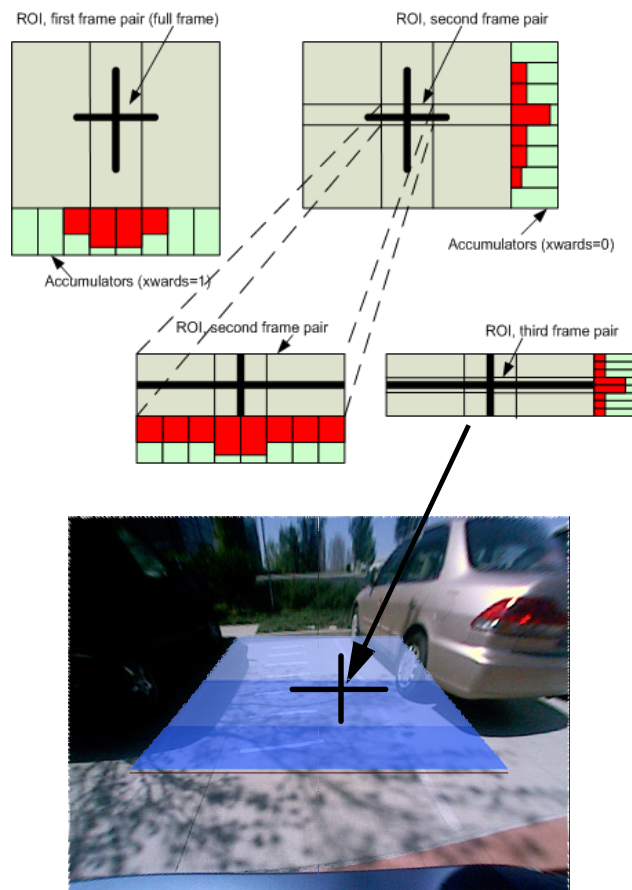 ROI, first frame pair (full frame)
ROI, second frame pair
Accumulators (xwards=1)
Accumulators (xwards=0)
ROI, second frame pair
ROI, third frame pair